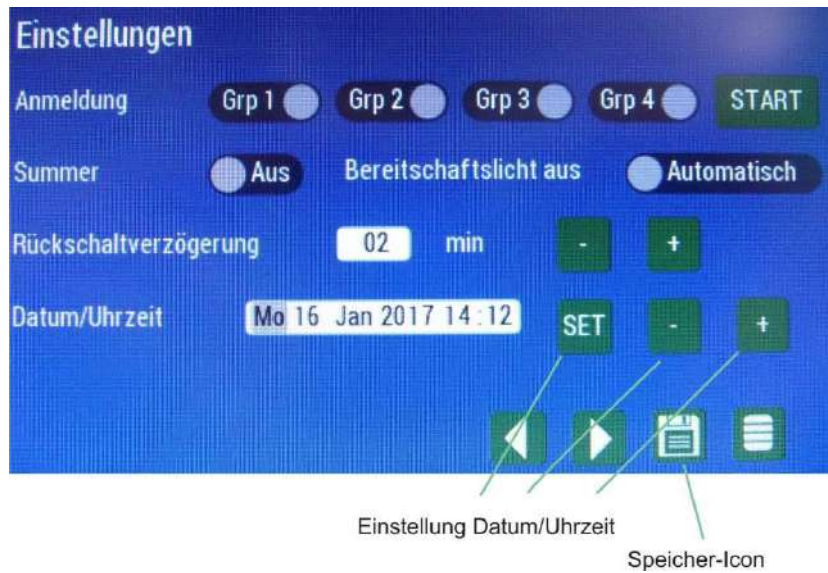 Einstellungen
Anmeldung Grp 1 Grp 2 Grp 3 Grp 4 START
Summer Aus Bereitschaftslicht aus Automatisch
Rückschaltverzögerung 02 min - +
Datum/Uhrzeit Mo 16 Jan 2017 14:12 SET - +
Einstellung Datum/Uhrzeit
Speicher-Icon